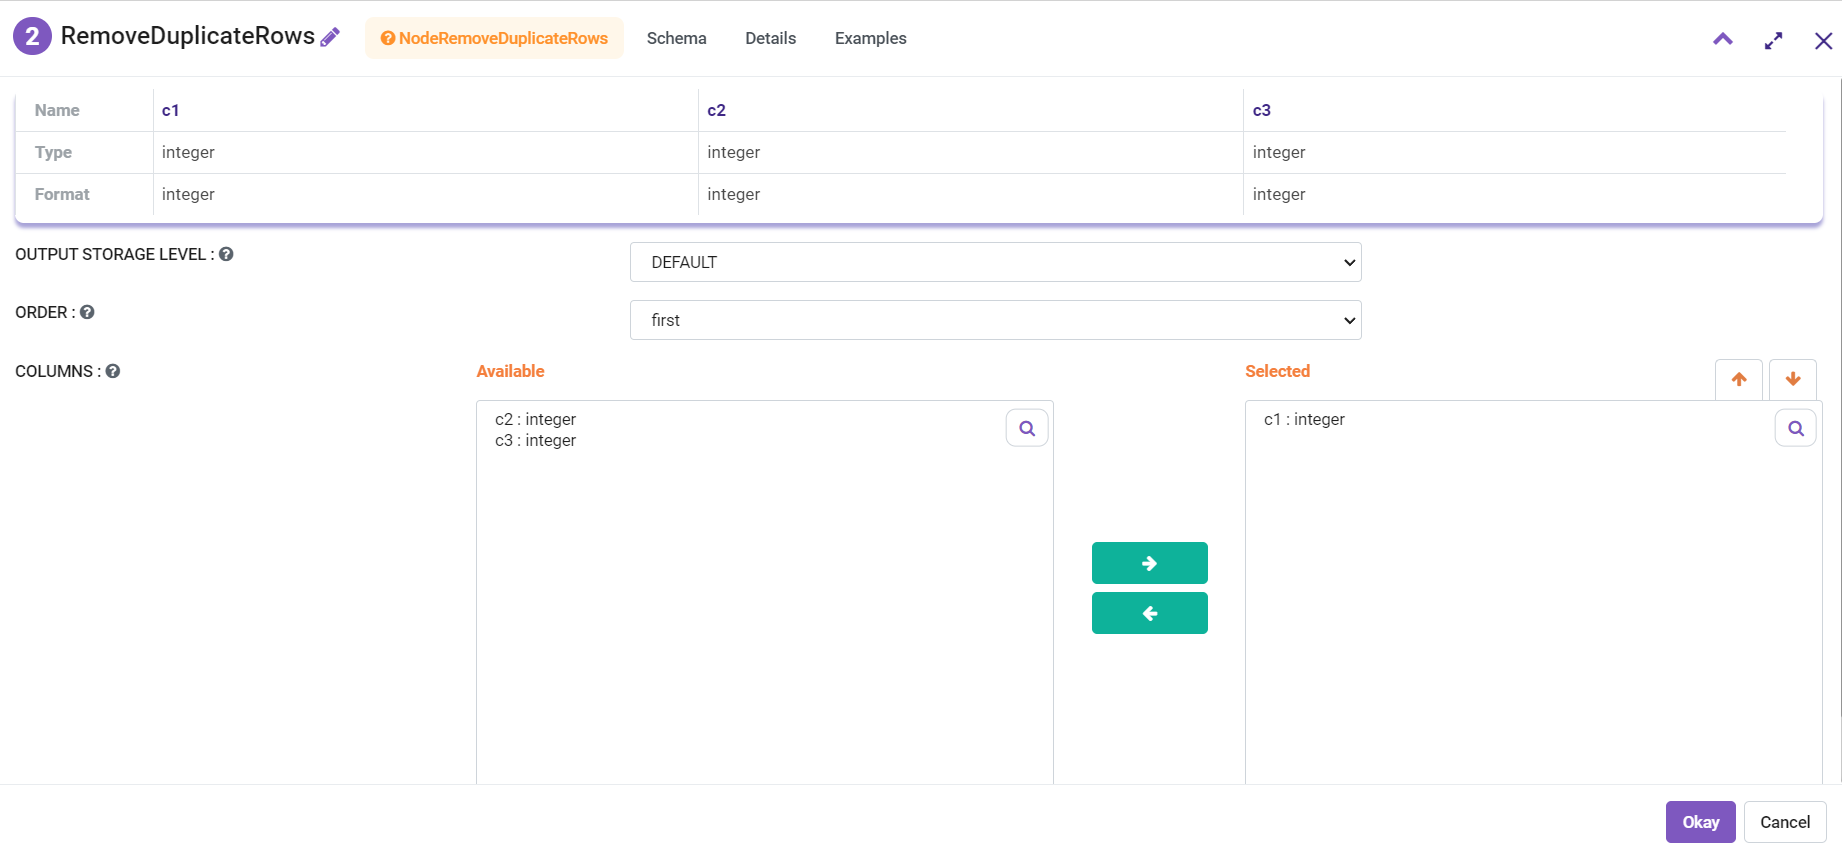 2 RemoveDuplicateRows NodeRemoveDuplicateRows Schema Details Examples
Name c1 c2 c3
Type integer integer integer
Format integer integer integer
OUTPUT STORAGE LEVEL : DEFAULT
ORDER : first
COLUMNS : Available Selected
c2 : integer c1 : integer
c3 : integer
Okay Cancel